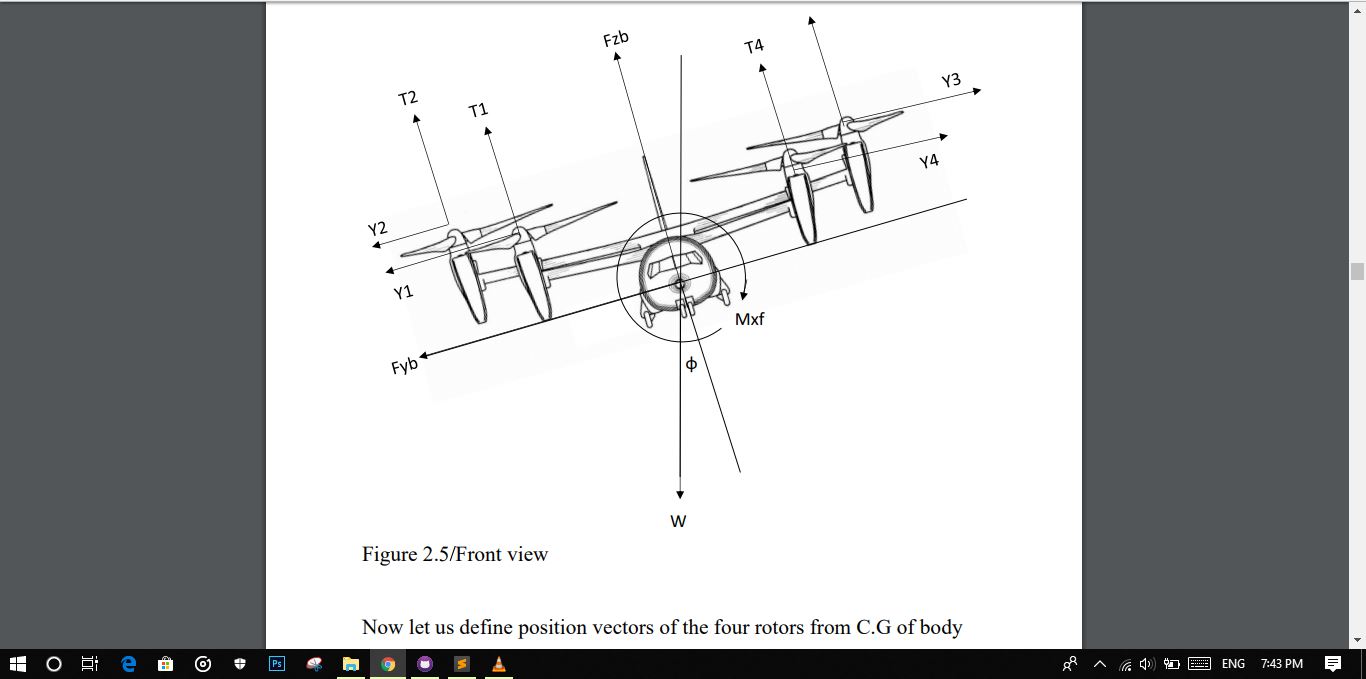 Fzb
T4
Y3
T2
T1
Y4
Y2
Y1
Mxf
Fyb
ϕ
W
Figure 2.5/Front view
Now let us define position vectors of the four rotors from C.G of body
Ps
ENG
7:43 PM